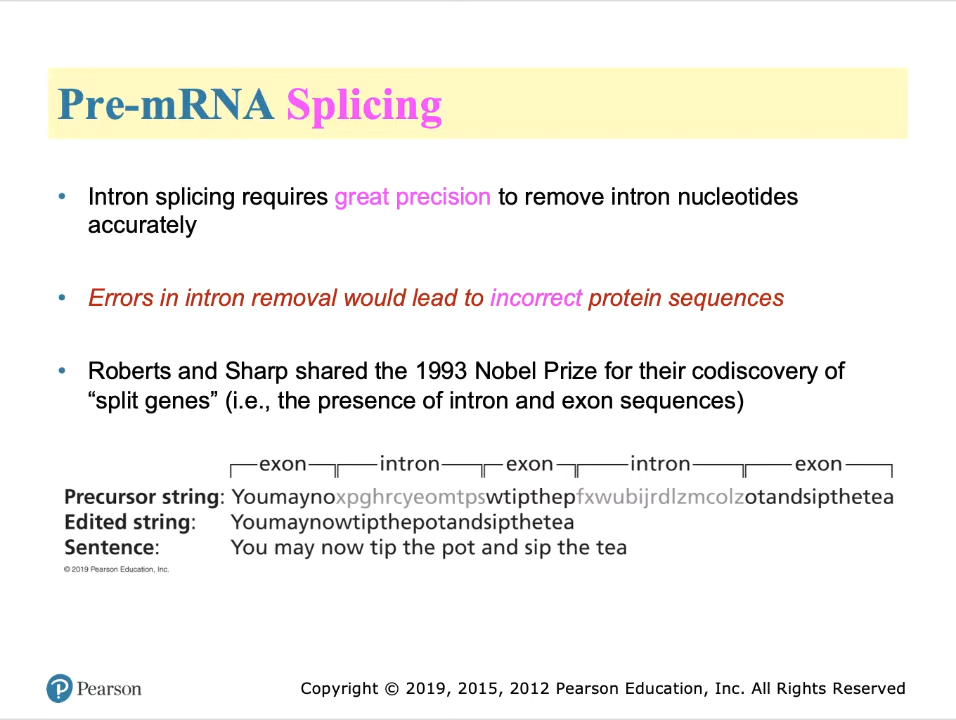 Pre-mRNA Splicing
• Intron splicing requires great precision to remove intron nucleotides
accurately
• Errors in intron removal would lead to incorrect protein sequences
• Roberts and Sharp shared the 1993 Nobel Prize for their codiscovery of
“split genes” (i.e., the presence of intron and exon sequences)
exon intron exon intron exon
Precursor string: Youmaynoxpghrcyeomtpswtipthepfxwubijrdlzmcolzotandsipthetea
Edited string: Youmaynowtipthepotandsipthetea
Sentence: You may now tip the pot and sip the tea
© 2019 Pearson Education, Inc.
Pearson
Copyright © 2019, 2015, 2012 Pearson Education, Inc. All Rights Reserved